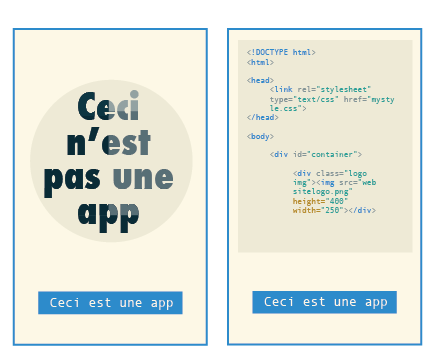 Ceci
n'est
pas une
app
Ceci est une app
<!DOCTYPE html>
<html>
<head>
<link rel="stylesheet"
type="text/css" href="mysty
le.css">
</head>
<body>
<div id="container">
<div class="logo
img"><img src="web
sitelogo.png"
height="400"
width="250"></div>
Ceci est une app